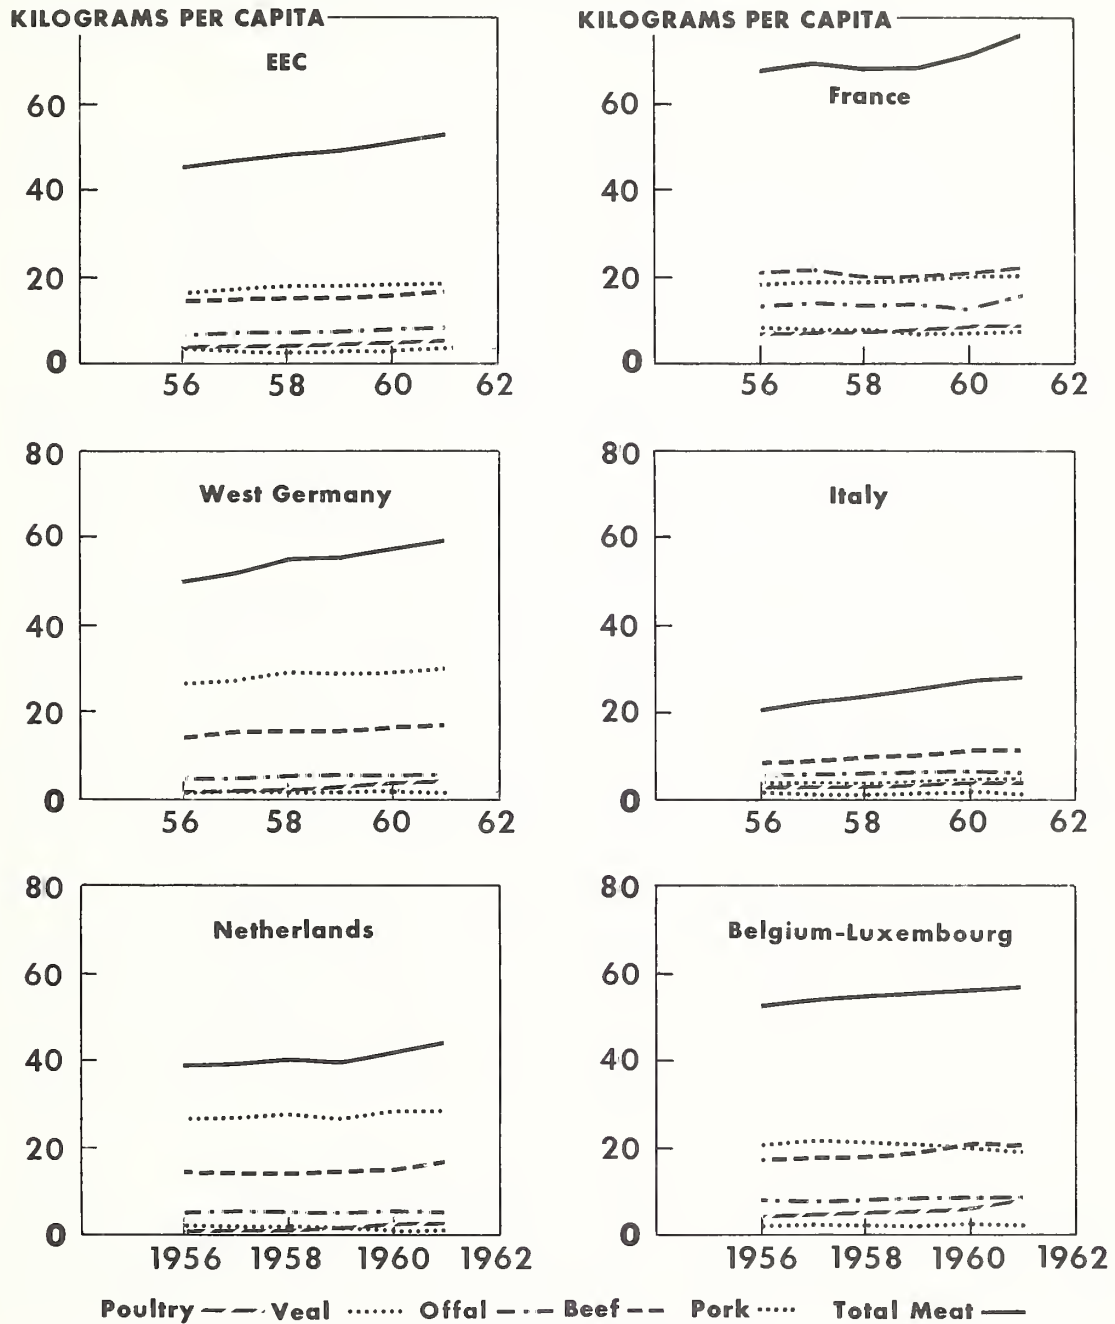 KILOGRAMS PER CAPITA
EEC
60
40
20
0
56 58 60 62
KILOGRAMS PER CAPITA
France
60
40
20
0
56 58 60 62
80
West Germany
60
40
20
0
56 58 60 62
80
Italy
60
40
20
0
56 58 60 62
80
Netherlands
60
40
20
0
1956 1958 1960 1962
80
Belgium-Luxembourg
60
40
20
0
1956 1958 1960 1962
Poultry Veal Offal Beef Pork Total Meat